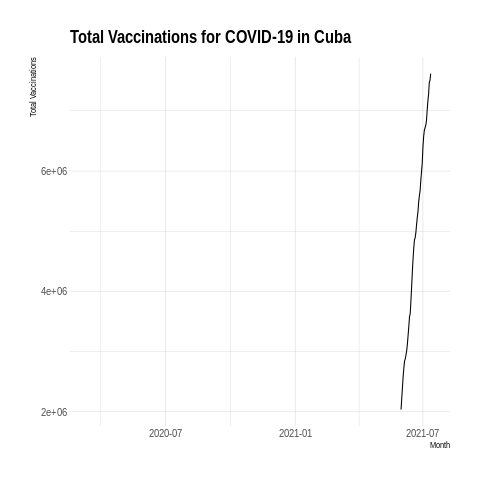 Total Vaccinations for COVID-19 in Cuba
Total Vaccinations
6e+06
4e+06
2e+06
2020-07 2021-01 2021-07
Month